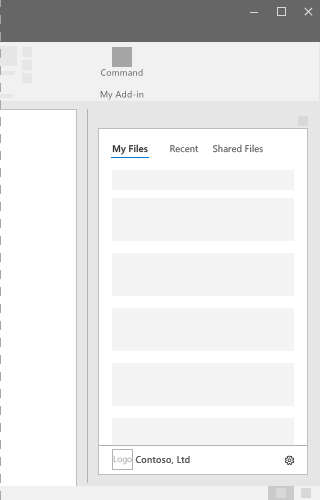 Command
My Add-in
My Files Recent Shared Files
Logo Contoso, Ltd